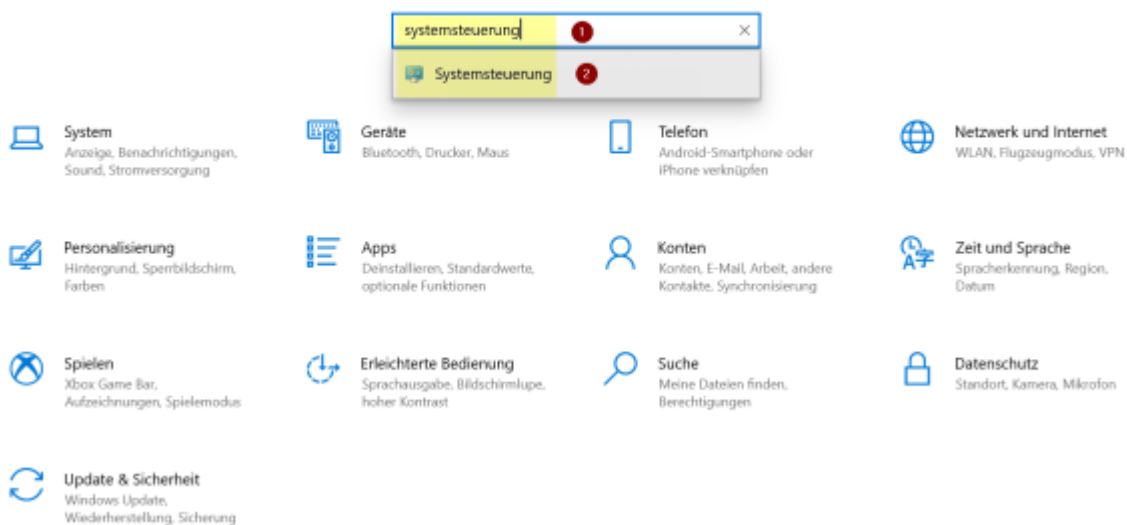 systemsteuerung
1
Systemsteuerung
2
System
Anzeige, Benachrichtigungen,
Sound, Stromversorgung
Geräte
Bluetooth, Drucker, Maus
Telefon
Android-Smartphone oder
iPhone verknüpfen
Netzwerk und Internet
WLAN, Flugzeugmodus, VPN
Personalisierung
Hintergrund, Sperrbildschirm,
Farben
Apps
Deinstallieren, Standardwerte,
optionale Funktionen
Konten
Konten, E-Mail, Arbeit, andere
Kontakte, Synchronisierung
A字
Zeit und Sprache
Spracherkennung, Region,
Datum
Spielen
Xbox Game Bar,
Aufzeichnungen, Spielemodus
Erleichterte Bedienung
Sprachausgabe, Bildschirmlupe,
hoher Kontrast
Suche
Meine Dateien finden,
Berechtigungen
Datenschutz
Standort, Kamera, Mikrofon
Update & Sicherheit
Windows Update,
Wiederherstellung, Sicherung